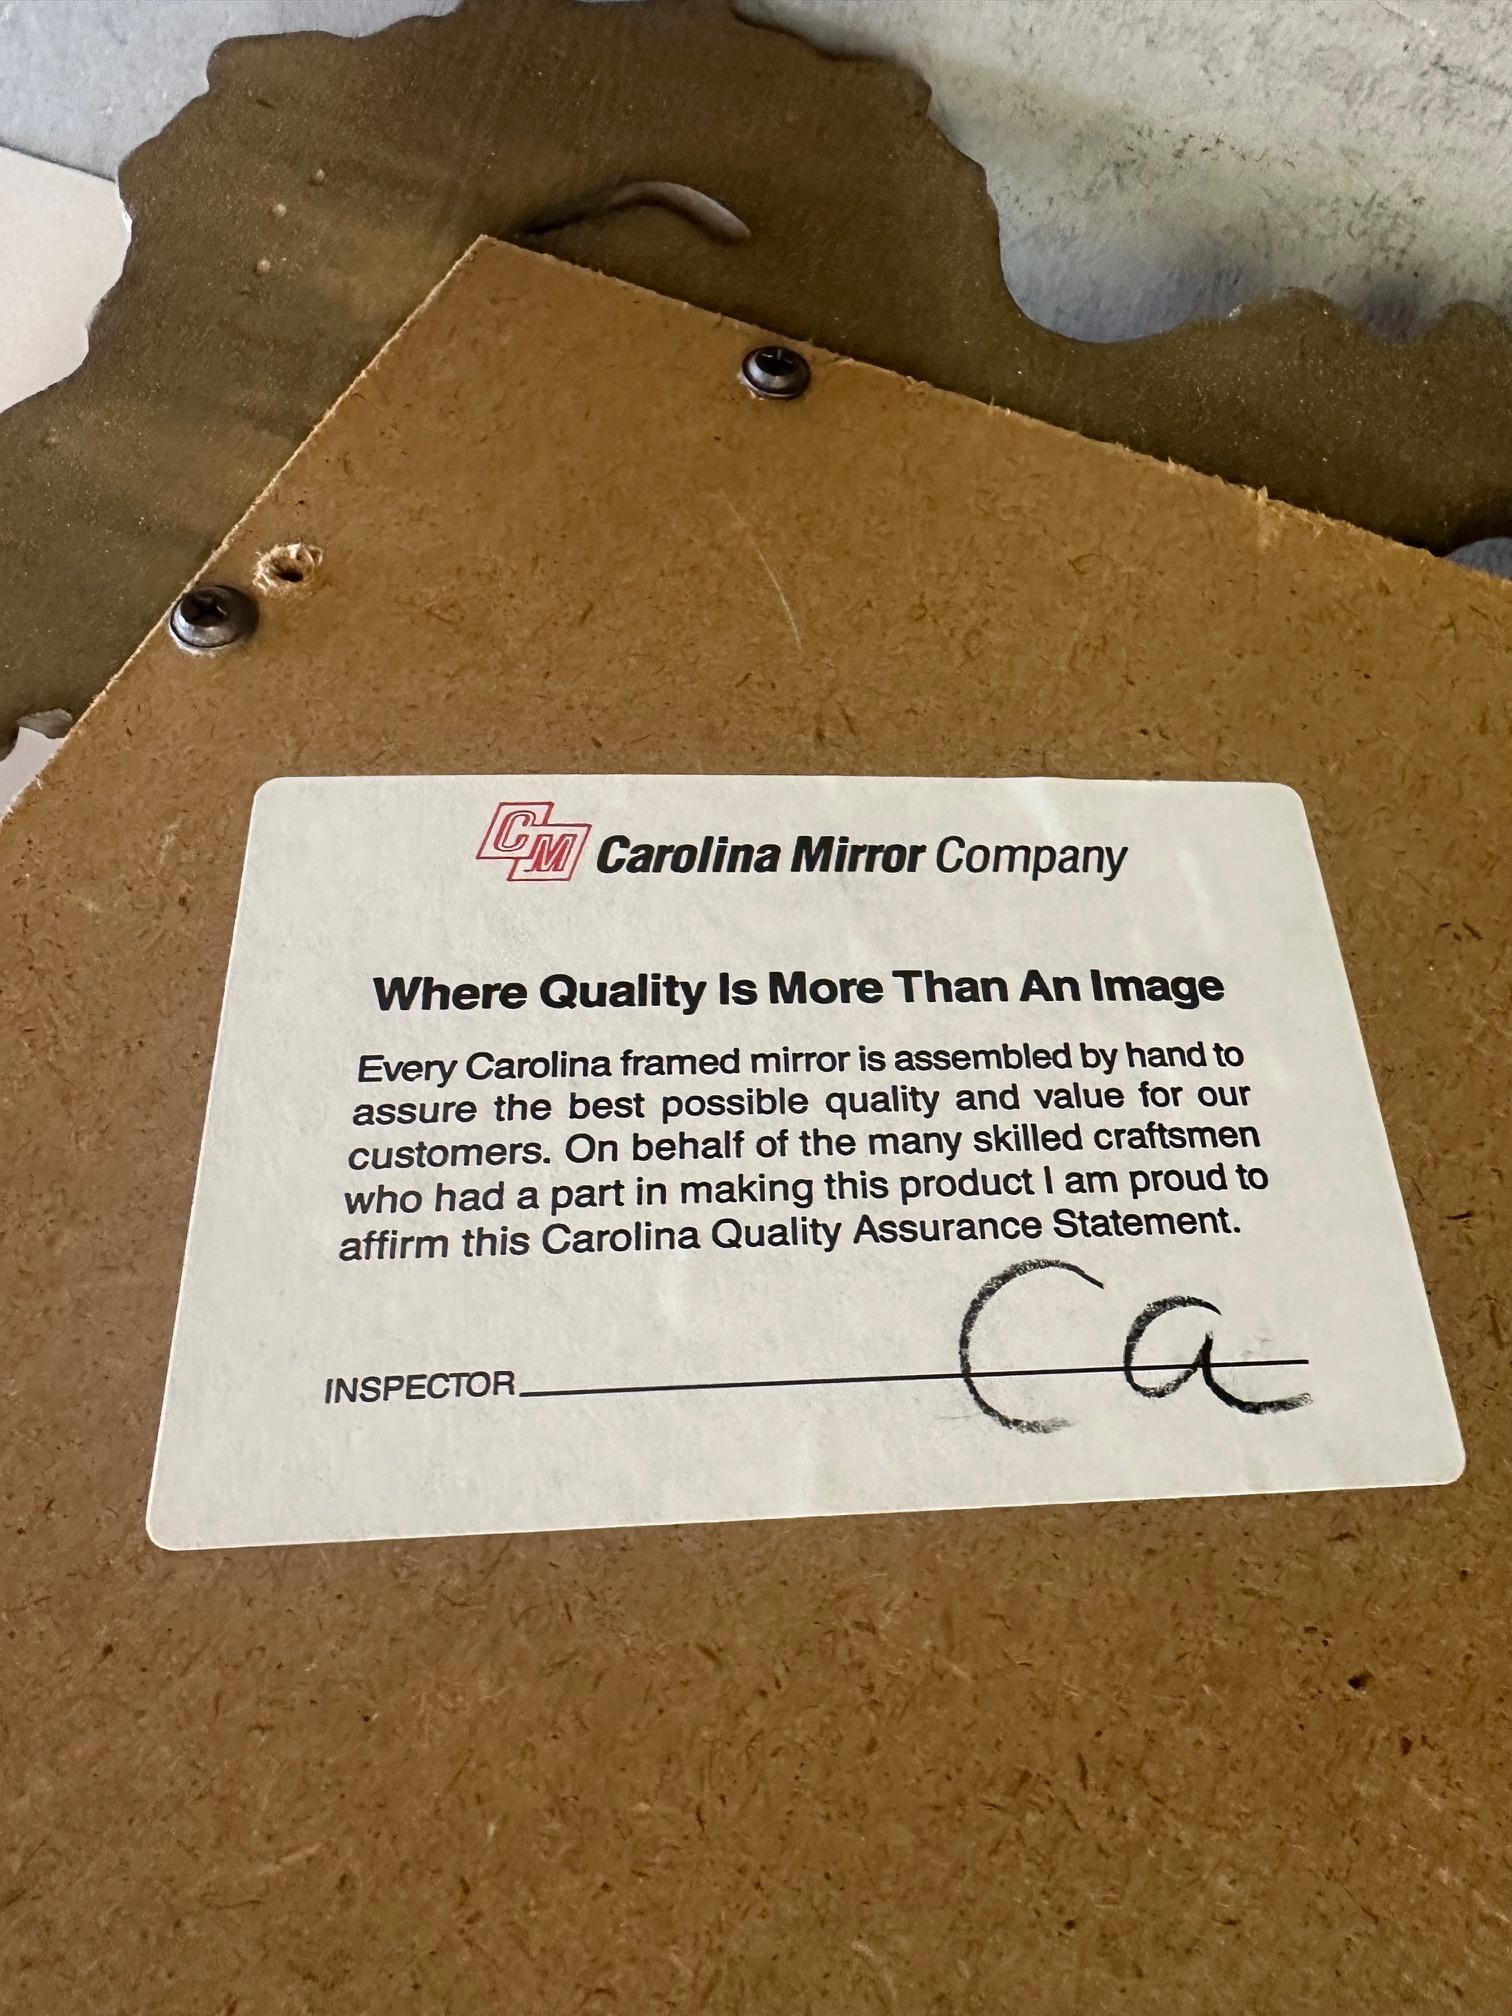 CM Carolina Mirror Company
Where Quality Is More Than An Image
Every Carolina framed mirror is assembled by hand to
assure the best possible quality and value for our
customers. On behalf of the many skilled craftsmen
who had a part in making this product I am proud to
affirm this Carolina Quality Assurance Statement.
INSPECTOR Ca